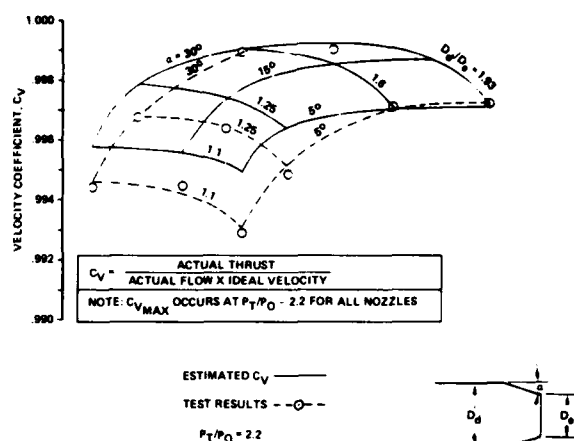 1.000
.998
.996
.994
.992
.990
VELOCITY COEFFICIENT, CV
α = 30°
30°
15°
Dd/De = 1.93
1.6
1.25
1.25
5°
5°
1.1
1.1
CV = ACTUAL THRUST
ACTUAL FLOW X IDEAL VELOCITY
NOTE: CVMAX OCCURS AT PT/PO - 2.2 FOR ALL NOZZLES
ESTIMATED CV
TEST RESULTS
PT/PO = 2.2
α
Dd
De